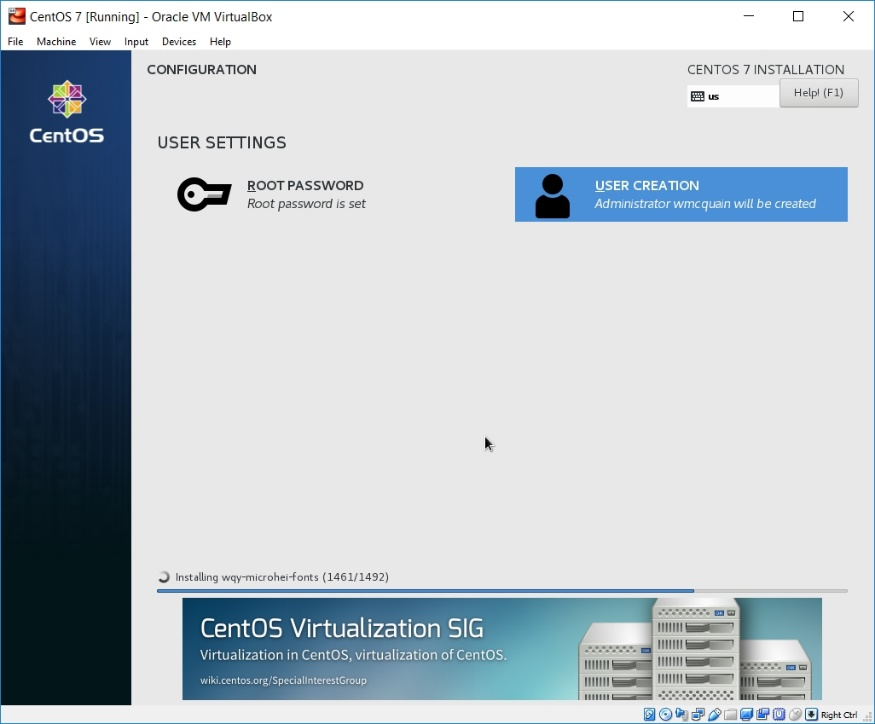 CentOS 7 [Running] - Oracle VM VirtualBox
File Machine View Input Devices Help
CentOS
CONFIGURATION
CENTOS 7 INSTALLATION
us
Help! (F1)
USER SETTINGS
ROOT PASSWORD
Root password is set
USER CREATION
Administrator wmcquain will be created
Installing wqy-microhei-fonts (1461/1492)
CentOS Virtualization SIG
Virtualization in CentOS, virtualization of CentOS.
wiki.centos.org/SpecialInterestGroup
Right Ctrl